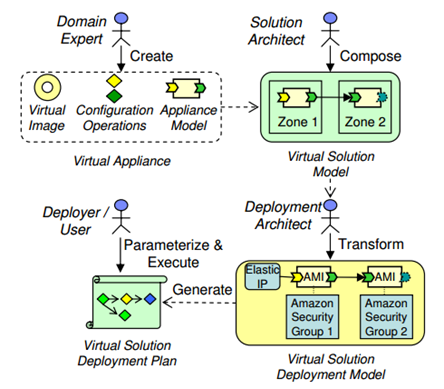 Domain
Expert
Create
Virtual
Image
Configuration
Operations
Appliance
Model
Virtual Appliance
Solution
Architect
Compose
Zone 1
Zone 2
Virtual Solution
Model
Deployer /
User
Parameterize &
Execute
Generate
Virtual Solution
Deployment Plan
Deployment
Architect
Transform
Elastic
IP
AMI
AMI
Amazon
Security
Group 1
Amazon
Security
Group 2
Virtual Solution
Deployment Model